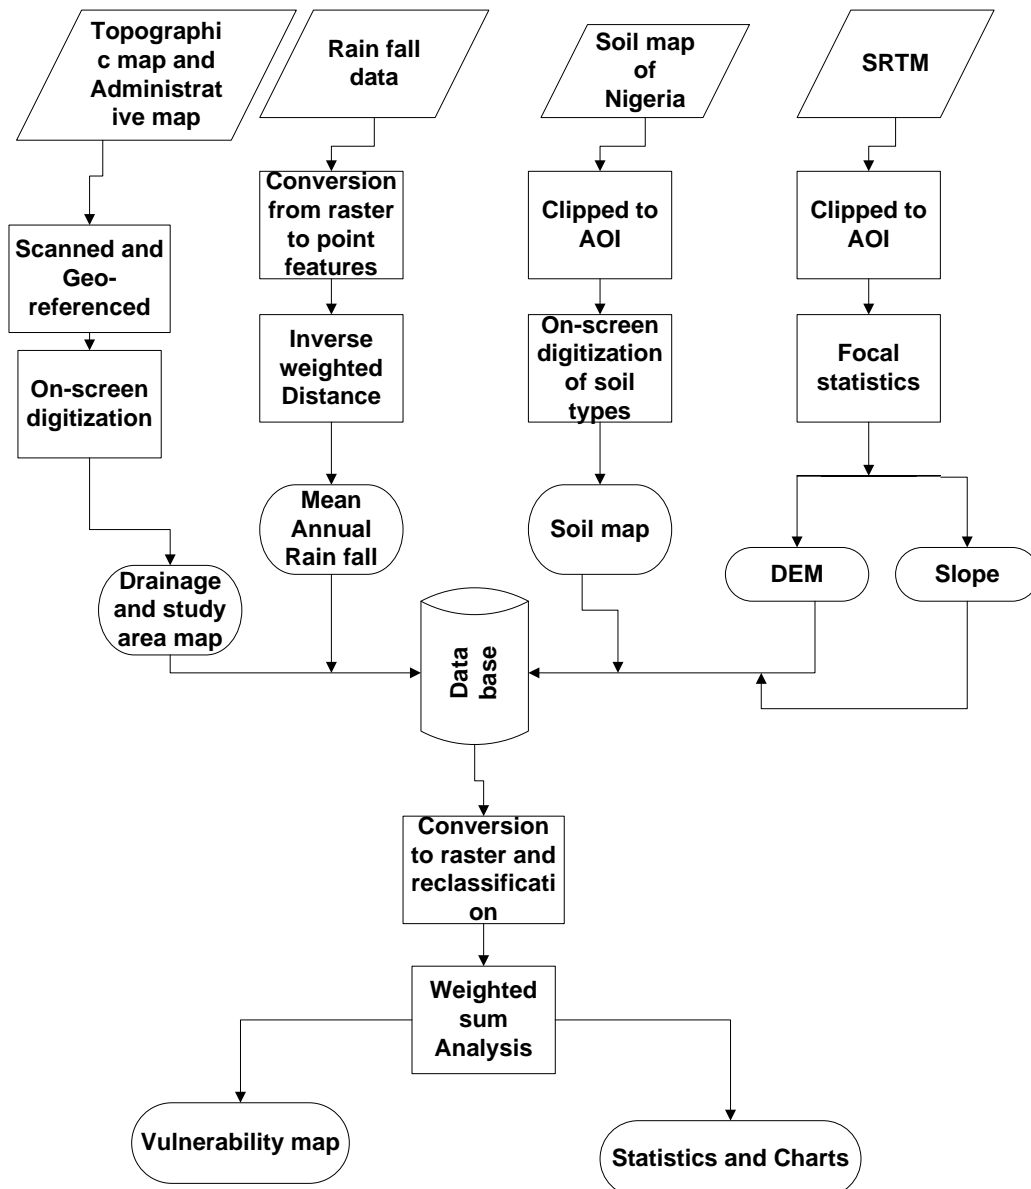 Topographi
c map and
Administrat
ive map
Rain fall
data
Soil map
of
Nigeria
SRTM
Conversion
from raster
to point
features
Clipped to
AOI
Clipped to
AOI
Scanned and
Geo-
referenced
Inverse
weighted
Distance
On-screen
digitization
of soil
types
Focal
statistics
On-screen
digitization
Mean
Annual
Rain fall
Soil map
DEM
Slope
Drainage
and study
area map
Data
base
Conversion
to raster and
reclassificati
on
Weighted
sum
Analysis
Vulnerability map
Statistics and Charts